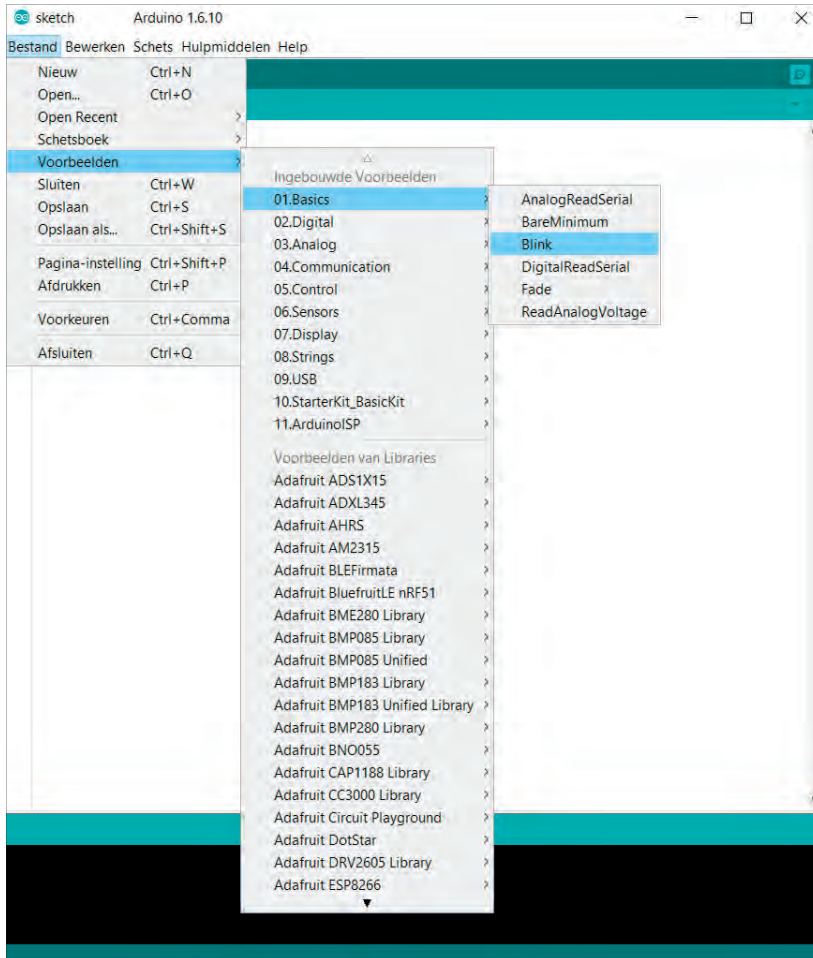 sketch Arduino 1.6.10
Bestand Bewerken Schets Hulpmiddelen Help
Nieuw Ctrl+N
Open... Ctrl+O
Open Recent
Schetsboek
Voorbeelden
Sluiten Ctrl+W
Opslaan Ctrl+S
Opslaan als... Ctrl+Shift+S
Pagina-instelling Ctrl+Shift+P
Afdrukken Ctrl+P
Voorkeuren Ctrl+Comma
Afsluiten Ctrl+Q
Ingebouwde Voorbeelden
01.Basics
02.Digital
03.Analog
04.Communication
05.Control
06.Sensors
07.Display
08.Strings
09.USB
10.StarterKit_BasicKit
11.ArduinoISP
Voorbeelden van Libraries
Adafruit ADS1X15
Adafruit ADXL345
Adafruit AHRS
Adafruit AM2315
Adafruit BLEFirmata
Adafruit BluefruitLE nRF51
Adafruit BME280 Library
Adafruit BMP085 Library
Adafruit BMP085 Unified
Adafruit BMP183 Library
Adafruit BMP183 Unified Library
Adafruit BMP280 Library
Adafruit BNO055
Adafruit CAP1188 Library
Adafruit CC3000 Library
Adafruit Circuit Playground
Adafruit DotStar
Adafruit DRV2605 Library
Adafruit ESP8266
AnalogReadSerial
BareMinimum
Blink
DigitalReadSerial
Fade
ReadAnalogVoltage